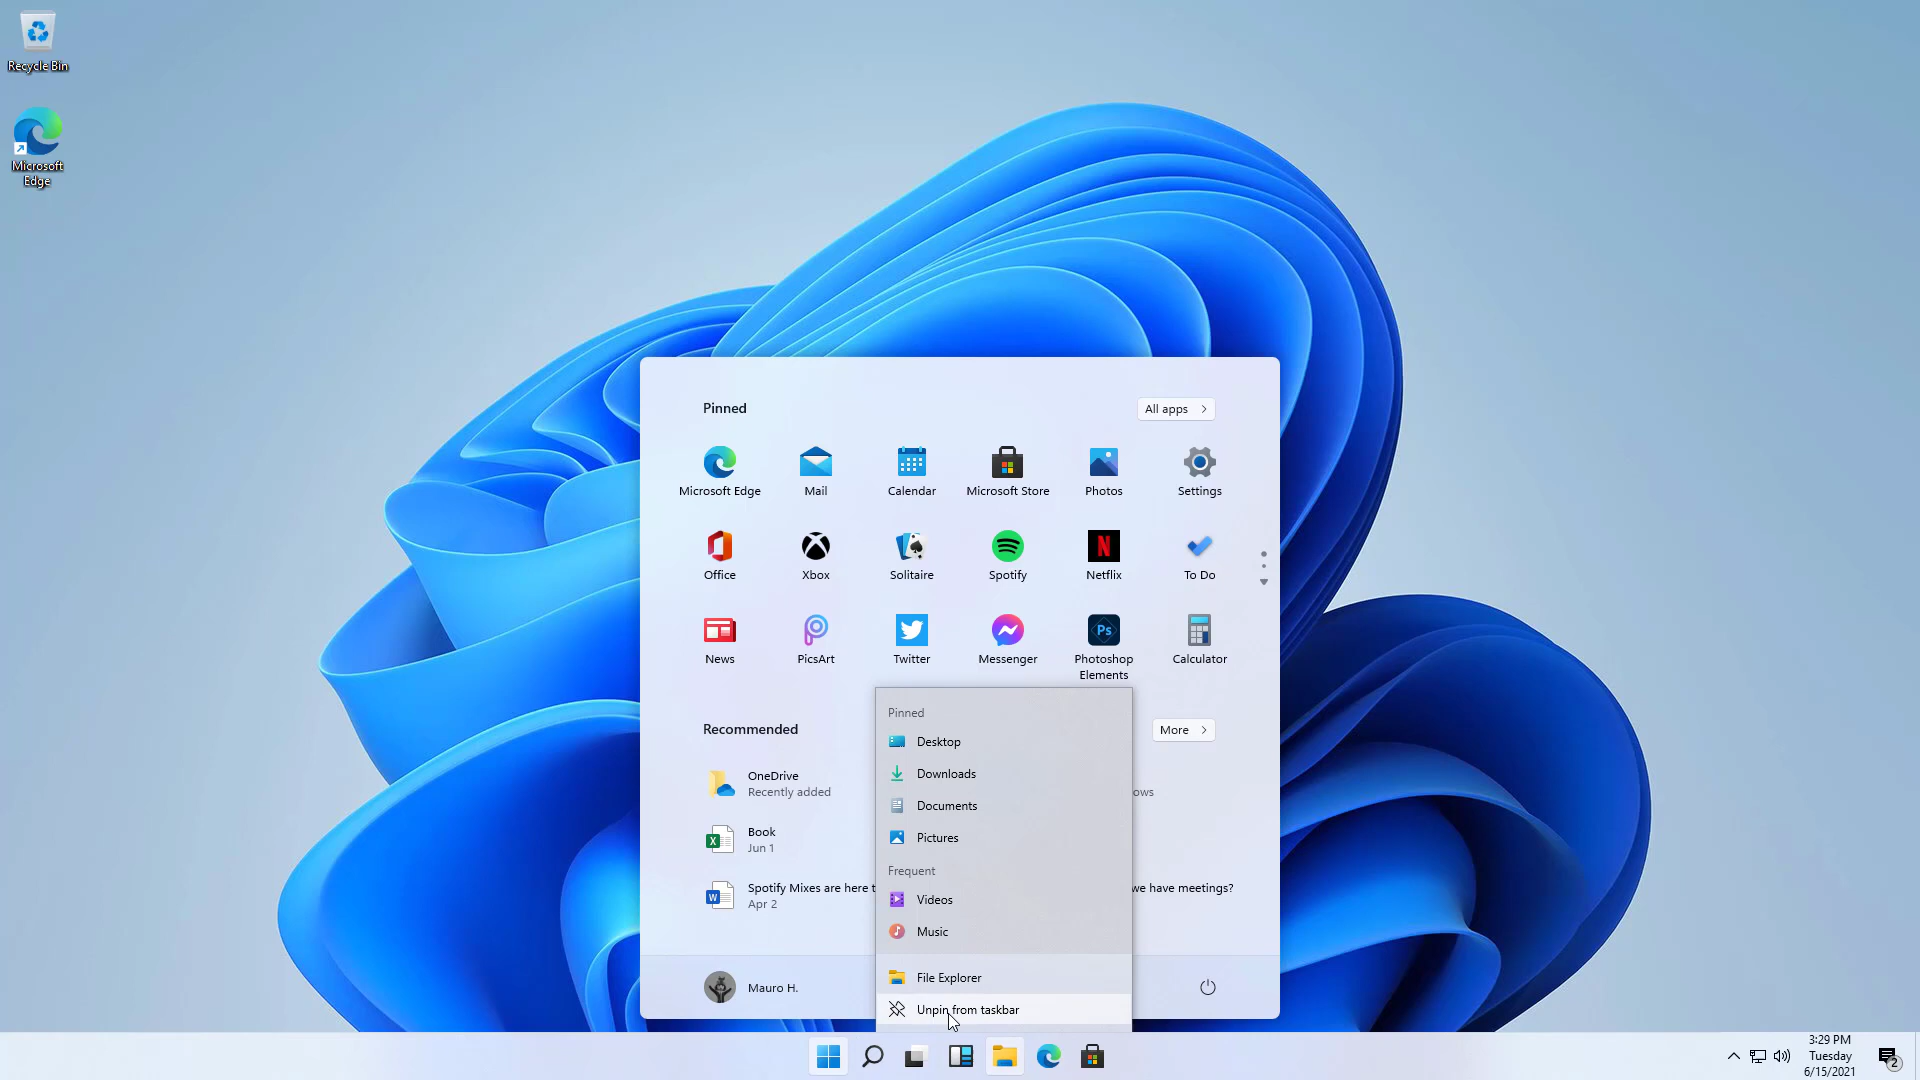 Recycle Bin
Microsoft
Edge
Pinned
All apps
Microsoft Edge
Mail
Calendar
Microsoft Store
Photos
Settings
Office
Xbox
Solitaire
Spotify
Netflix
To Do
News
PicsArt
Twitter
Messenger
Ps
Photoshop
Elements
Calculator
Recommended
More
OneDrive
Recently added
ows
Book
Jun 1
Spotify Mixes are here t
we have meetings?
Apr 2
Mauro H.
Pinned
Desktop
Downloads
Documents
Pictures
Frequent
Videos
Music
File Explorer
Unpin from taskbar
3:29 PM
Tuesday
6/15/2021
2